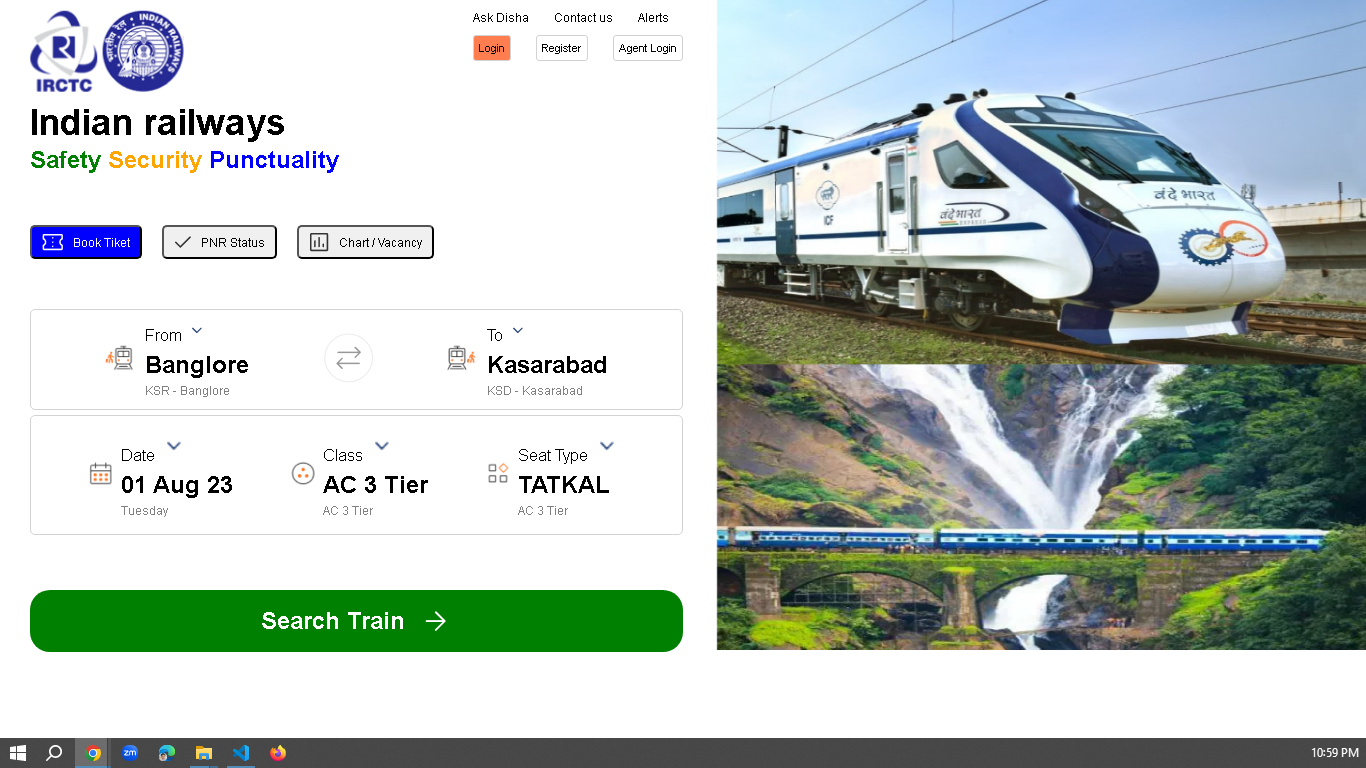 Ask Disha Contact us Alerts
Login Register Agent Login
IRCTC
INDIAN RAILWAYS
भारतीय रेल
Indian railways
Safety Security Punctuality
Book Tiket PNR Status Chart / Vacancy
From To
Banglore Kasarabad
KSR - Banglore KSD - Kasarabad
Date Class Seat Type
01 Aug 23 AC 3 Tier TATKAL
Tuesday AC 3 Tier AC 3 Tier
Search Train
वंदे भारत
ICF
वंदे भारत
EXPRESS
zm
10:59 PM